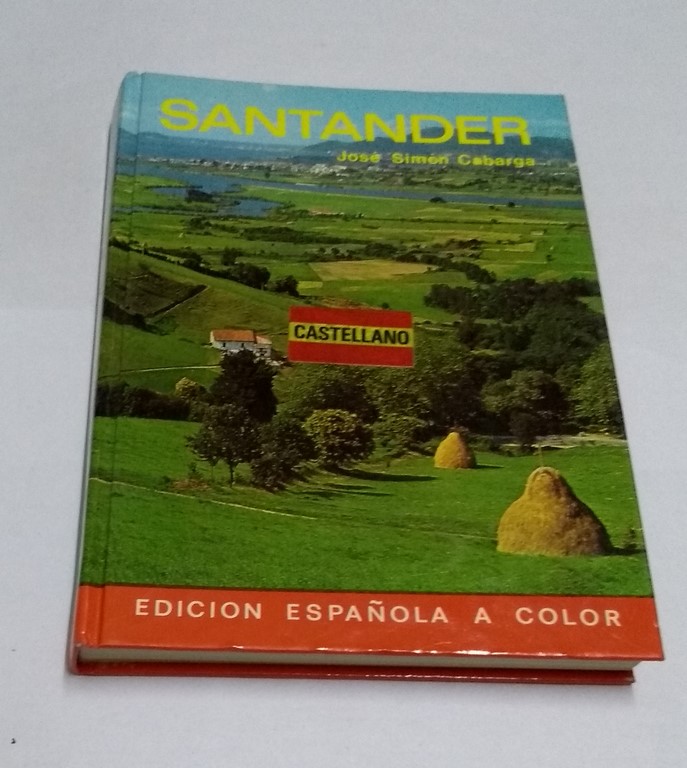 SANTANDER
José Simón Cabarga
CASTELLANO
EDICION ESPAÑOLA A COLOR